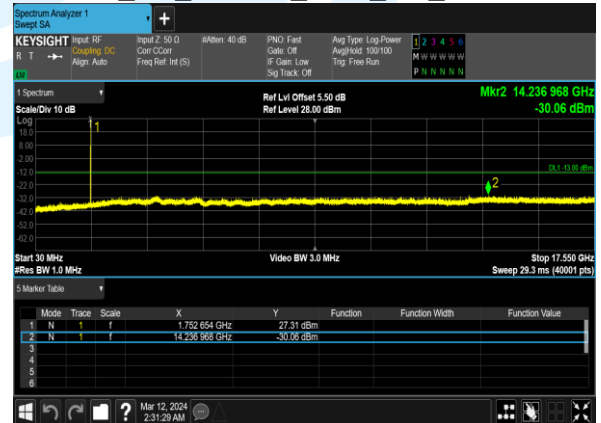 Spectrum Analyzer 1
Swept SA
+
KEYSIGHT Input: RF Input Z: 50 Ω #Atten: 40 dB PNO: Fast Avg Type: Log-Power 1 2 3 4 5 6
R T Coupling: DC Corr CCorr Gate: Off Avg|Hold: 100/100 M W W W W W
Align: Auto Freq Ref: Int (S) IF Gain: Low Trig: Free Run
Sig Track: Off P N N N N N
1 Spectrum Ref Lvl Offset 5.50 dB Mkr2 14.236 968 GHz
Scale/Div 10 dB Ref Level 28.00 dBm -30.06 dBm
Log
18.0
8.00
-2.00
-12.0
-22.0
-32.0
-42.0
-52.0
-62.0
1
DL1 -13.00 dBm
2
Start 30 MHz Video BW 3.0 MHz Stop 17.550 GHz
#Res BW 1.0 MHz Sweep 29.3 ms (40001 pts)
5 Marker Table
Mode Trace Scale X Y Function Function Width Function Value
1 N 1 f 1.752 654 GHz 27.31 dBm
2 N 1 f 14.236 968 GHz -30.06 dBm
3
4
5
6
? Mar 12, 2024
2:31:29 AM